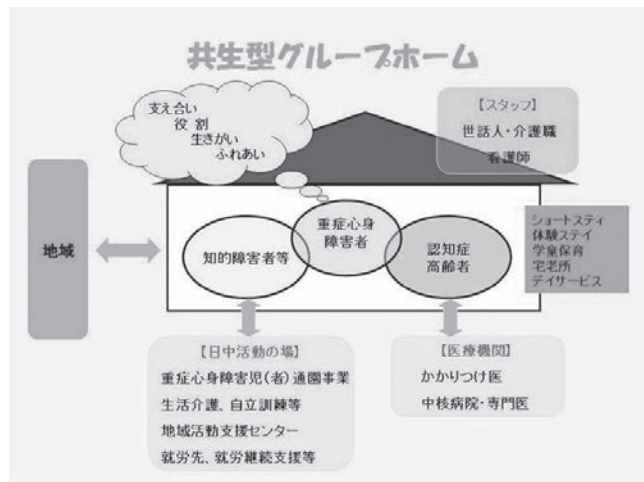 共生型グループホーム
支え合い
役 割
生きがい
ふれあい
【スタッフ】
世話人・介護職
看護師
地域
知的障害者等
重症心身
障害者
認知症
高齢者
ショートスティ
体験ステイ
学童保育
宅老所
デイサービス
【日中活動の場】
重症心身障害児(者)通園事業
生活介護、自立訓練等
地域活動支援センター
就労先、就労継続支援等
【医療機関】
かかりつけ医
中核病院・専門医